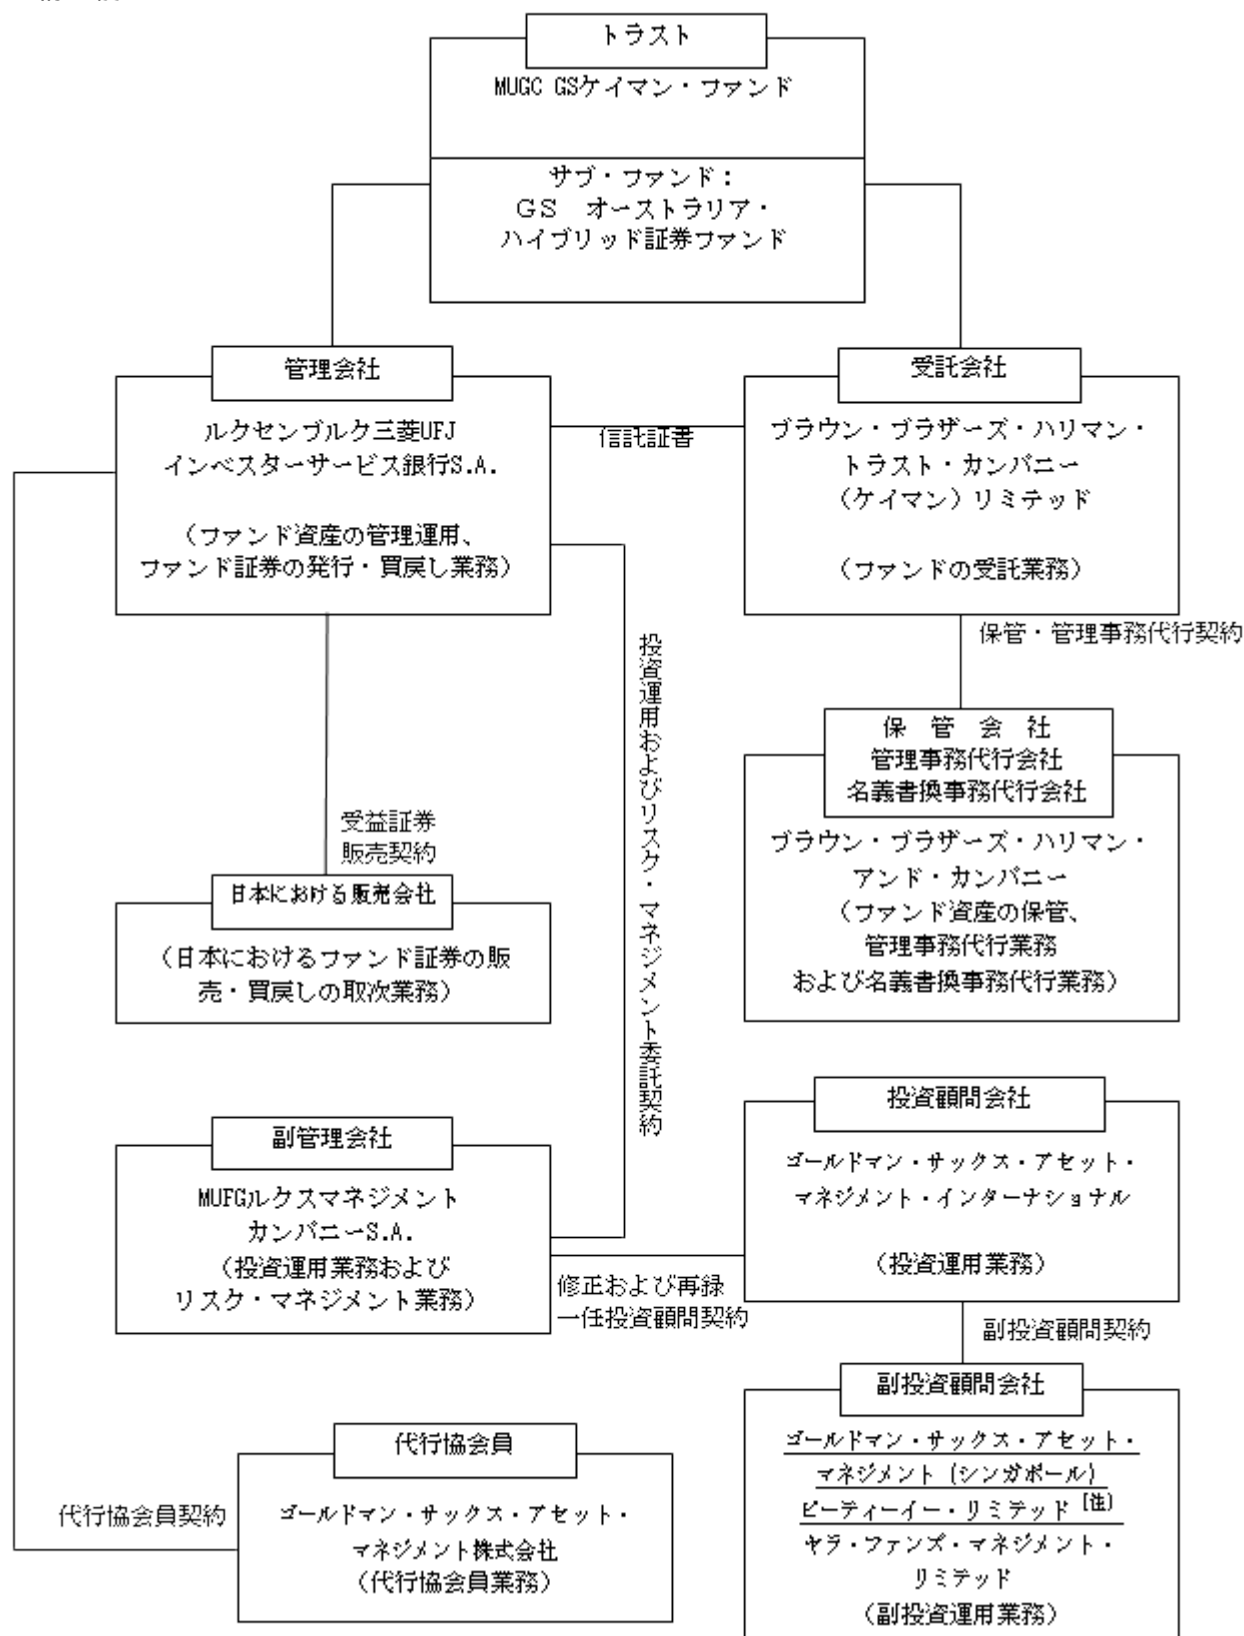 トラスト
MUGC GSケイマン・ファンド
サブ・ファンド：
ＧＳ　オーストラリア・
ハイブリッド証券ファンド
管理会社
ルクセンブルク三菱UFJ
インベスターサービス銀行S.A.
（ファンド資産の管理運用、
ファンド証券の発行・買戻し業務）
信託証書
受託会社
ブラウン・ブラザーズ・ハリマン・
トラスト・カンパニー
（ケイマン）リミテッド
（ファンドの受託業務）
保管・管理事務代行契約
投資運用およびリスク・マネジメント委託契約
保　管　会　社
管理事務代行会社
名義書換事務代行会社
ブラウン・ブラザーズ・ハリマン・
アンド・カンパニー
（ファンド資産の保管、
管理事務代行業務
および名義書換事務代行業務）
受益証券
販売契約
日本における販売会社
（日本におけるファンド証券の販
売・買戻しの取次業務）
副管理会社
MUFGルクスマネジメント
カンパニーS.A.
（投資運用業務および
リスク・マネジメント業務）
修正および再録
一任投資顧問契約
投資顧問会社
ゴールドマン・サックス・アセット・
マネジメント・インターナショナル
（投資運用業務）
副投資顧問契約
副投資顧問会社
ゴールドマン・サックス・アセット・
マネジメント（シンガポール）
ピーティーイー・リミテッド［注］
ヤラ・ファンズ・マネジメント・
リミテッド
（副投資運用業務）
代行協会員契約
代行協会員
ゴールドマン・サックス・アセット・
マネジメント株式会社
（代行協会員業務）